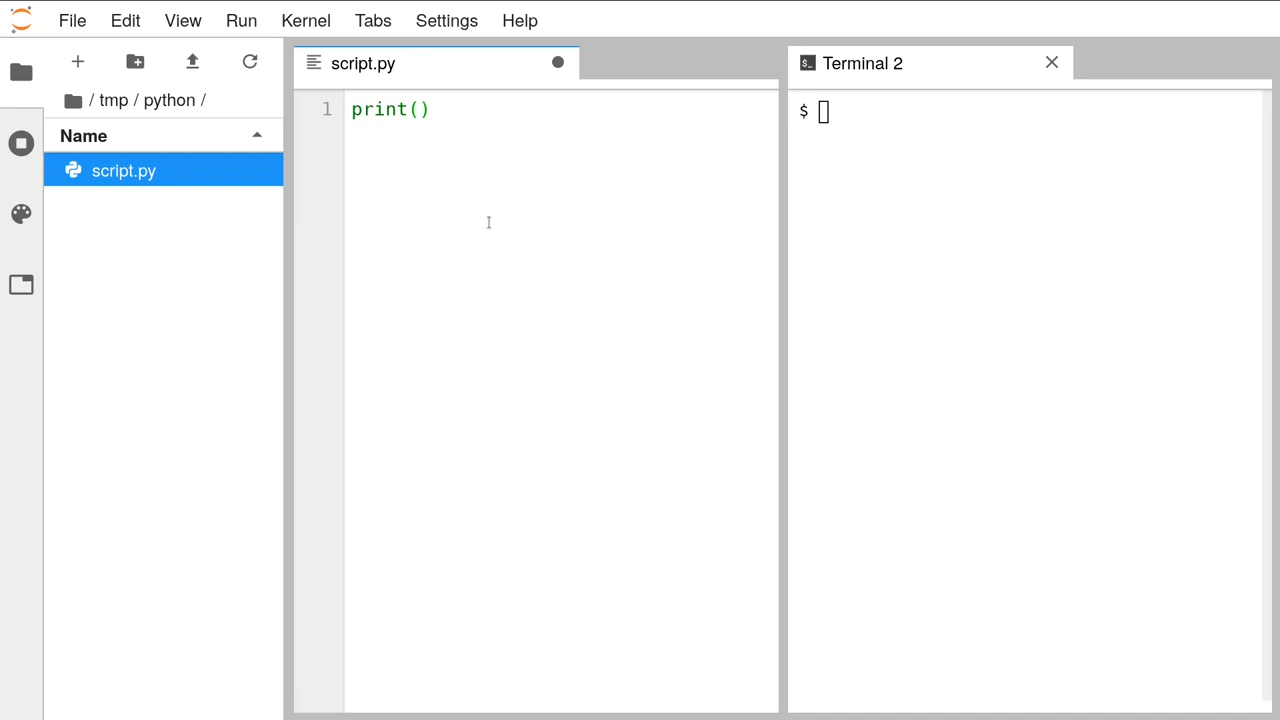 File Edit View Run Kernel Tabs Settings Help
/ tmp / python /
Name
script.py
script.py
1 print()
Terminal 2
$